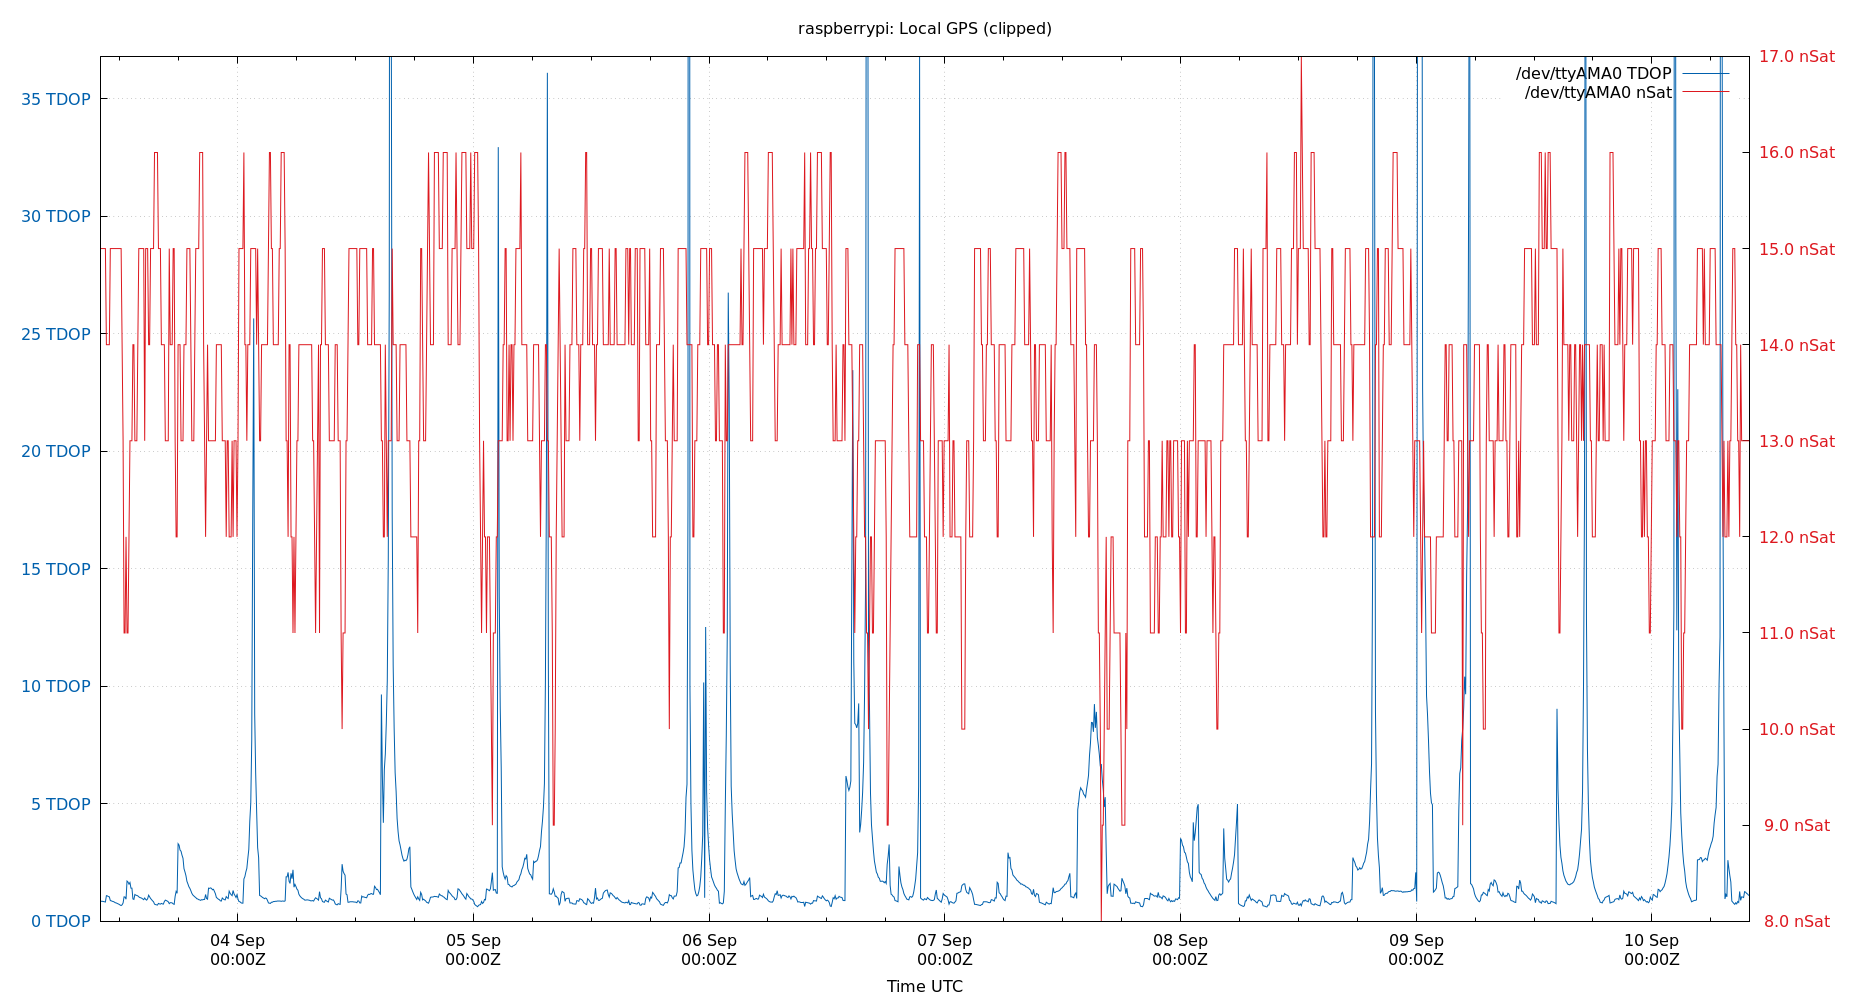 raspberrypi: Local GPS (clipped)
17.0 nSat
/dev/ttyAMA0 TDOP
/dev/ttyAMA0 nSat
35 TDOP
16.0 nSat
30 TDOP
15.0 nSat
25 TDOP
14.0 nSat
20 TDOP
13.0 nSat
15 TDOP
12.0 nSat
11.0 nSat
10 TDOP
10.0 nSat
5 TDOP
9.0 nSat
0 TDOP
8.0 nSat
04 Sep 05 Sep 06 Sep 07 Sep 08 Sep 09 Sep 10 Sep
00:00Z 00:00Z 00:00Z 00:00Z 00:00Z 00:00Z 00:00Z
Time UTC